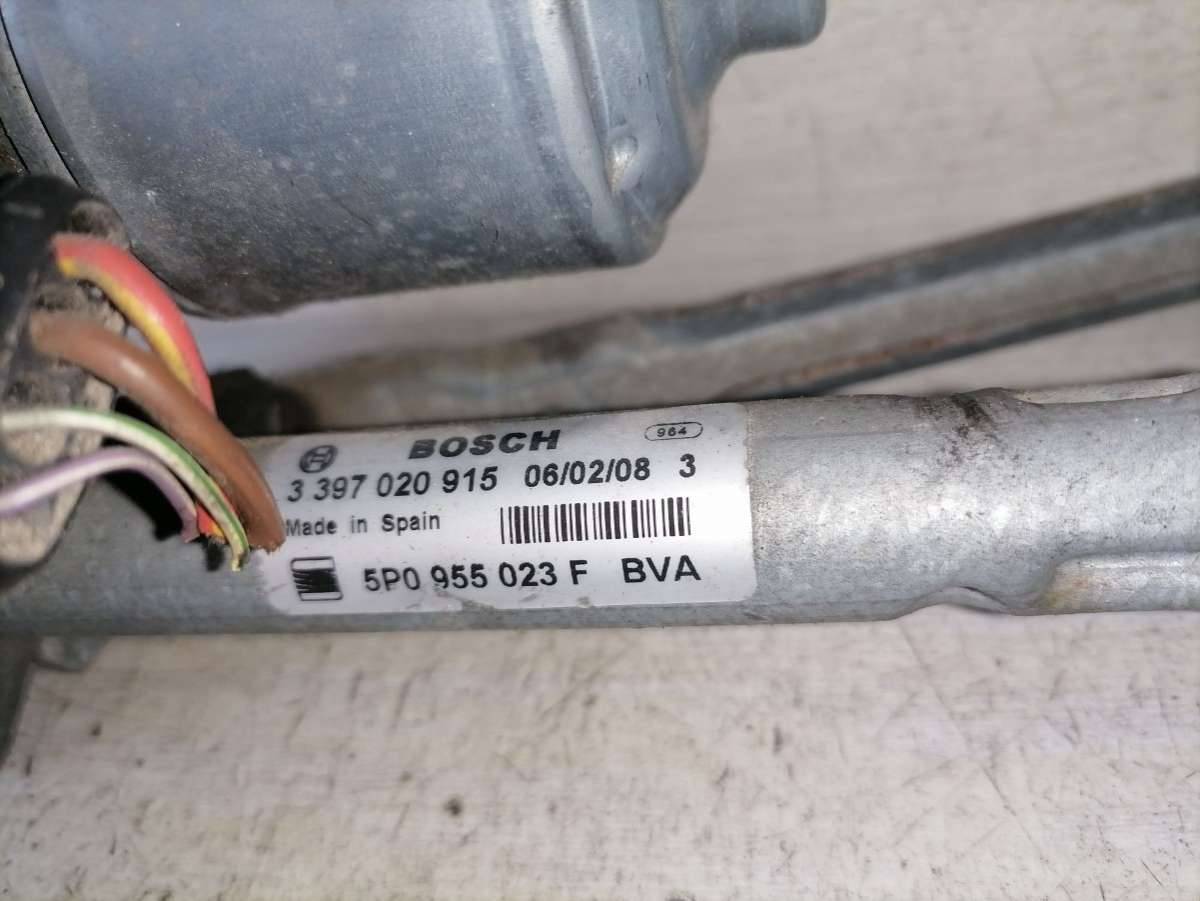 BOSCH 964
3 397 020 915 06/02/08 3
Made in Spain
5P0 955 023 F BVA